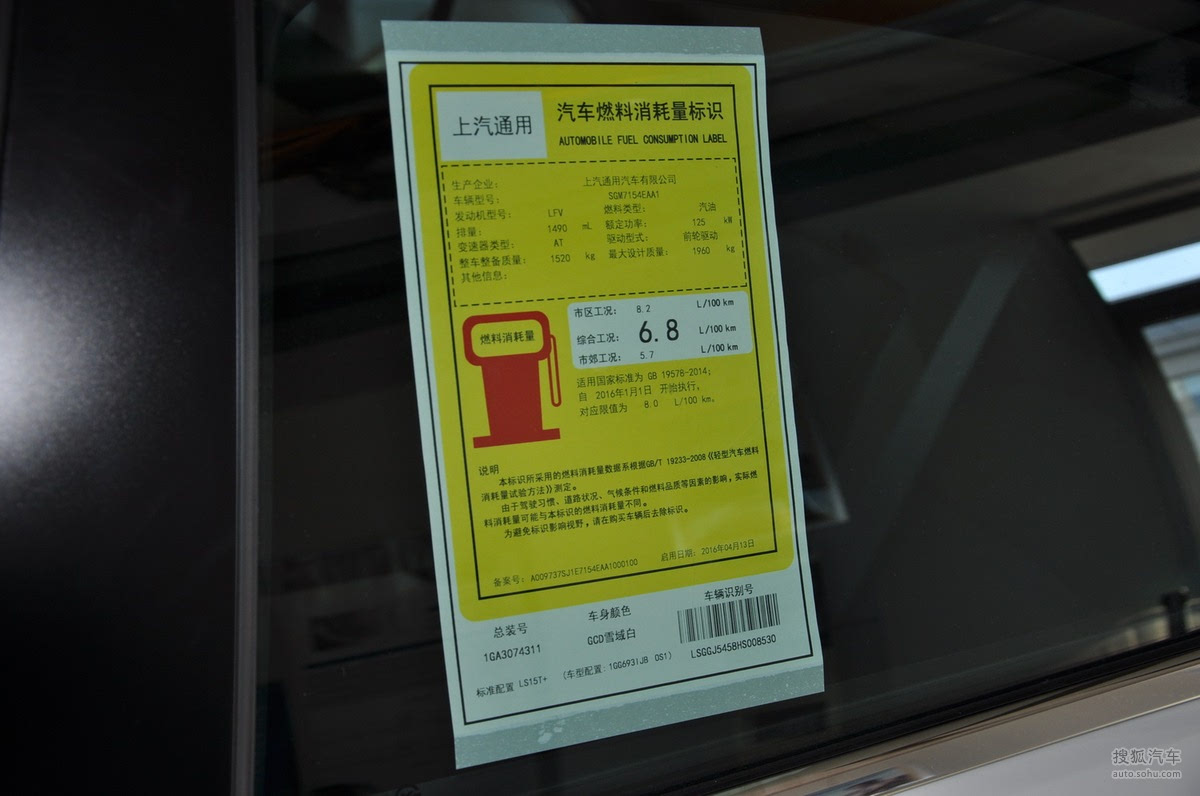 上汽通用
汽车燃料消耗量标识
AUTOMOBILE FUEL CONSUMPTION LABEL
生产企业: 上汽通用汽车有限公司
车辆型号: SGM7154EAA1
发动机型号: LFV 燃料类型: 汽油
排量: 1490 mL 额定功率: 125 kW
变速器类型: AT 驱动型式: 前轮驱动
整车整备质量: 1520 kg 最大设计质量: 1960 kg
其他信息:
燃料消耗量
市区工况: 8.2 L/100 km
综合工况: 6.8 L/100 km
市郊工况: 5.7 L/100 km
适用国家标准为 GB 19578-2014;
自 2016年1月1日 开始执行。
对应限值为 8.0 L/100 km。
说明
本标识所采用的燃料消耗量数据系根据GB/T 19233-2008《轻型汽车燃料
消耗量试验方法》测定。
由于驾驶习惯、道路状况、气候条件和燃料品质等因素的影响,实际燃
料消耗量可能与本标识的燃料消耗量不同。
为避免标识影响视野,请在购买车辆后去除标识。
备案号: A009737SJ1E7154EAA1000100 启用日期: 2016年04月13日
总装号 车身颜色 车辆识别号
1GA3074311 GCD雪域白 LSGGJ5458HS008530
标准配置 LS15T+ (车型配置: 1GG693IJB OS1)
搜狐汽车
auto.sohu.com